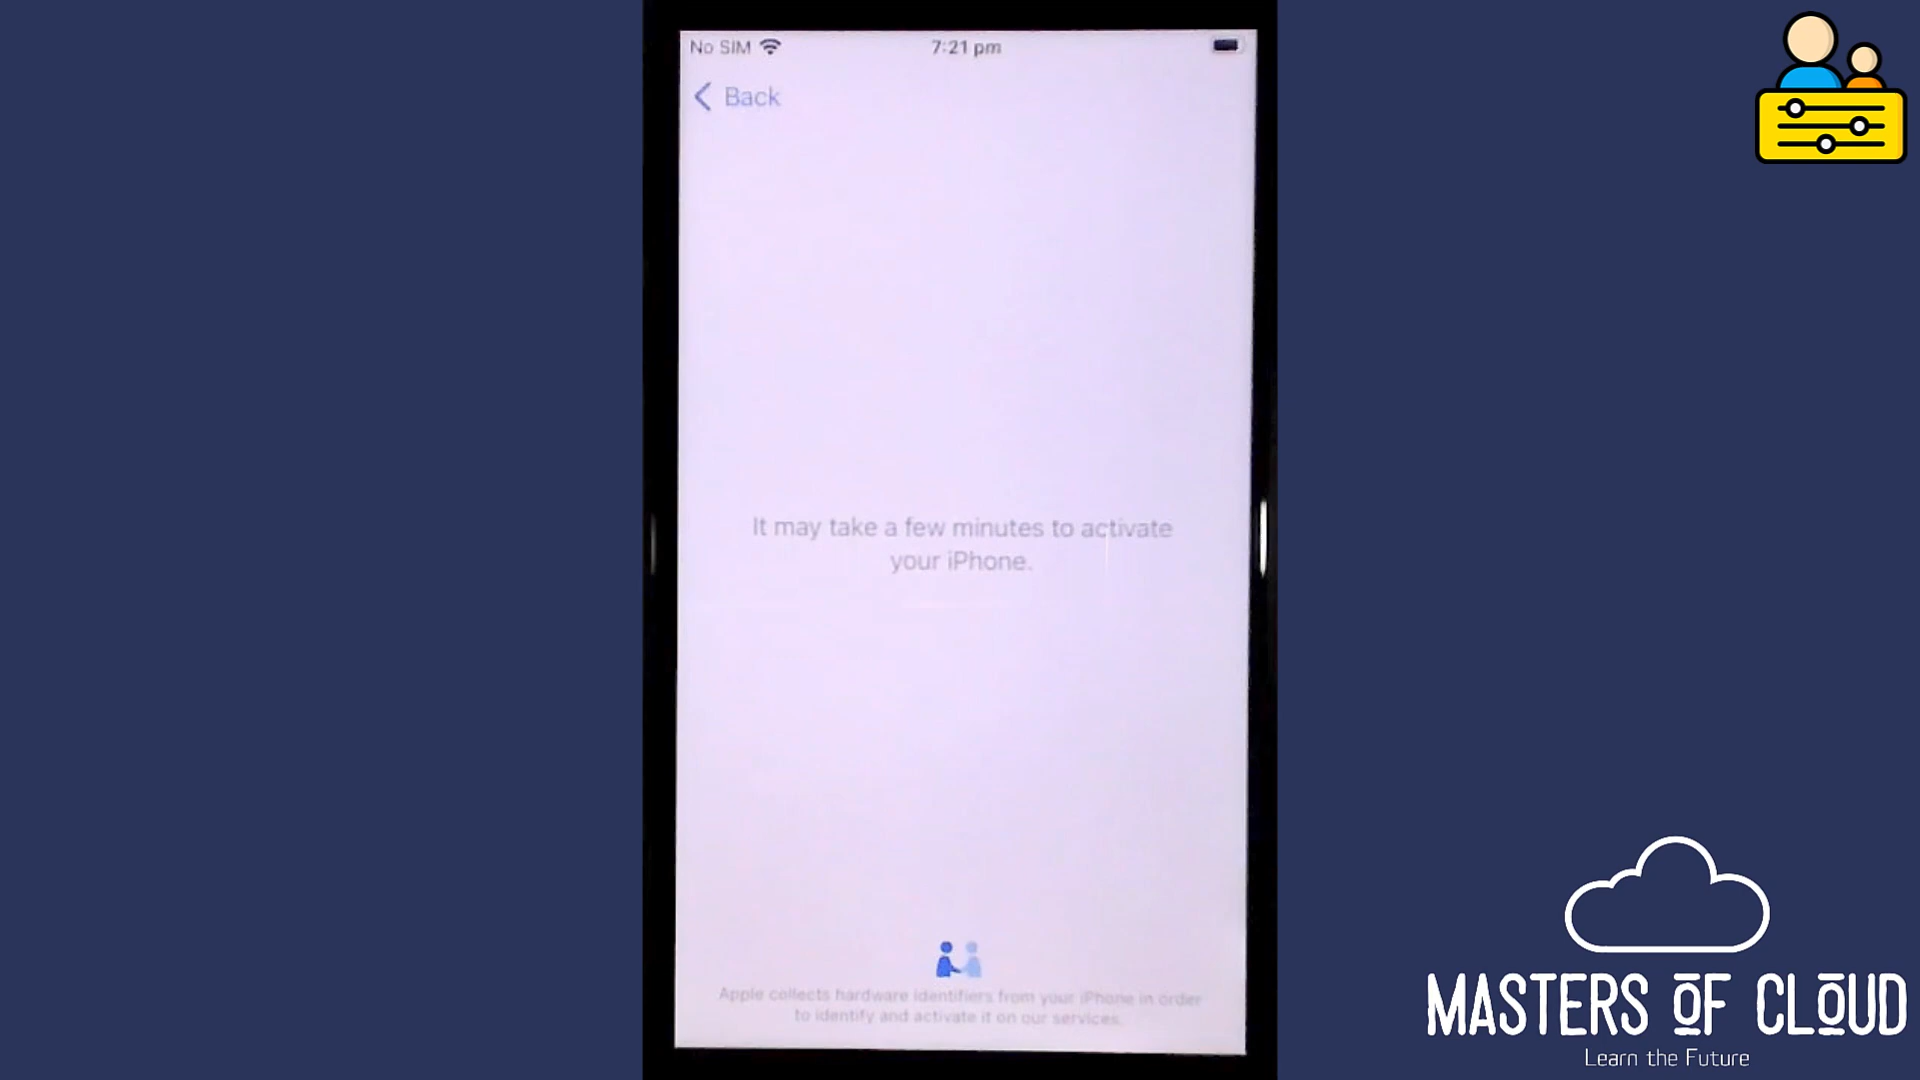 No SIM
7:21 pm
Back
It may take a few minutes to activate
your iPhone.
Apple collects hardware identifiers from your iPhone in order
to identify and activate it on our services.
MASTERS OF CLOUD
Learn the Future